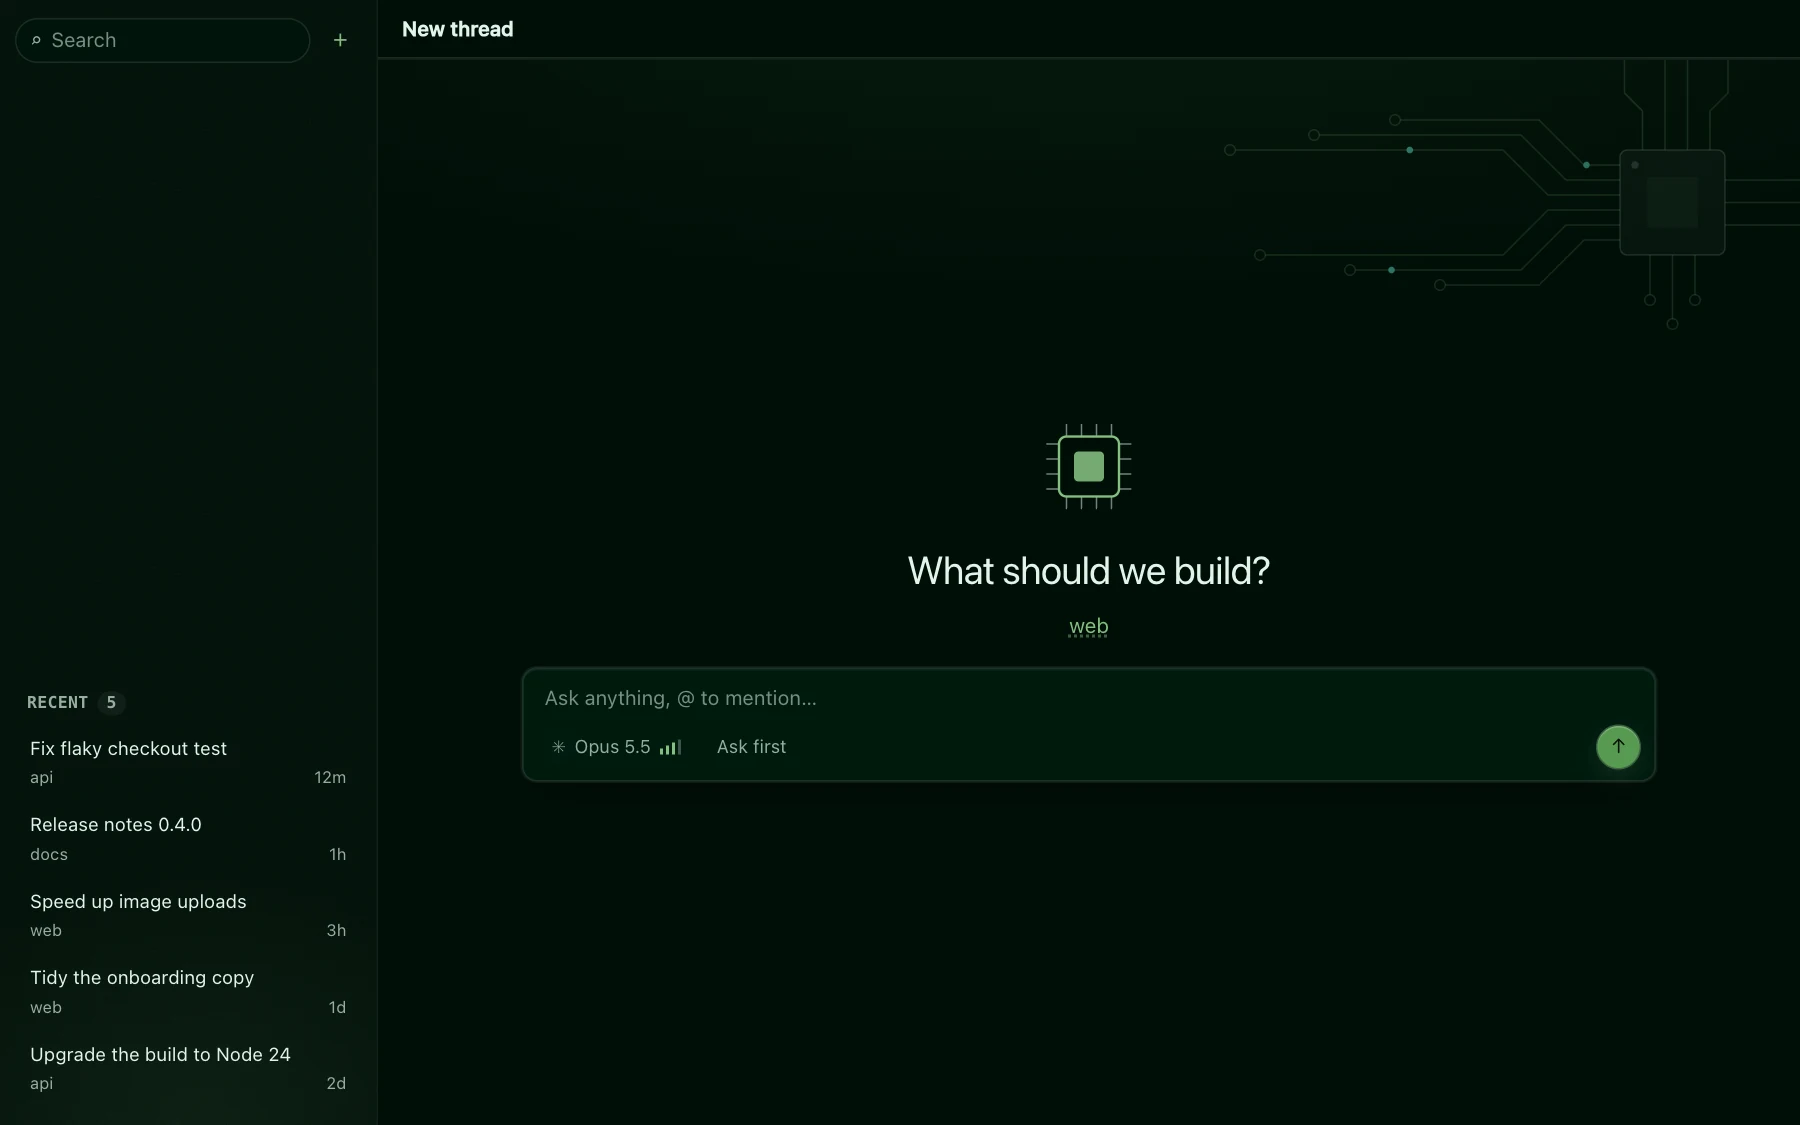 Search
+
New thread
What should we build?
web
Ask anything, @ to mention...
Opus 5.5
Ask first
RECENT 5
Fix flaky checkout test
api 12m
Release notes 0.4.0
docs 1h
Speed up image uploads
web 3h
Tidy the onboarding copy
web 1d
Upgrade the build to Node 24
api 2d